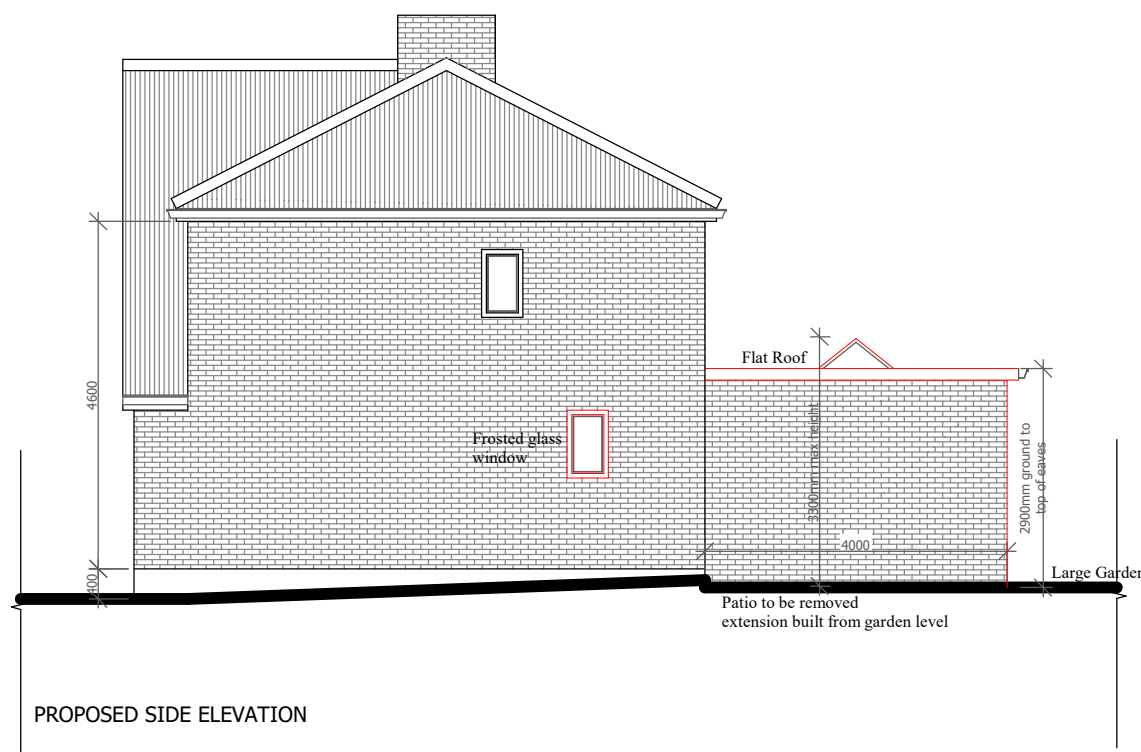 Flat Roof
4600
Frosted glass
window
3300mm max height
2900mm ground to
top of eaves
4000
400
Large Garden
Patio to be removed
extension built from garden level
PROPOSED SIDE ELEVATION